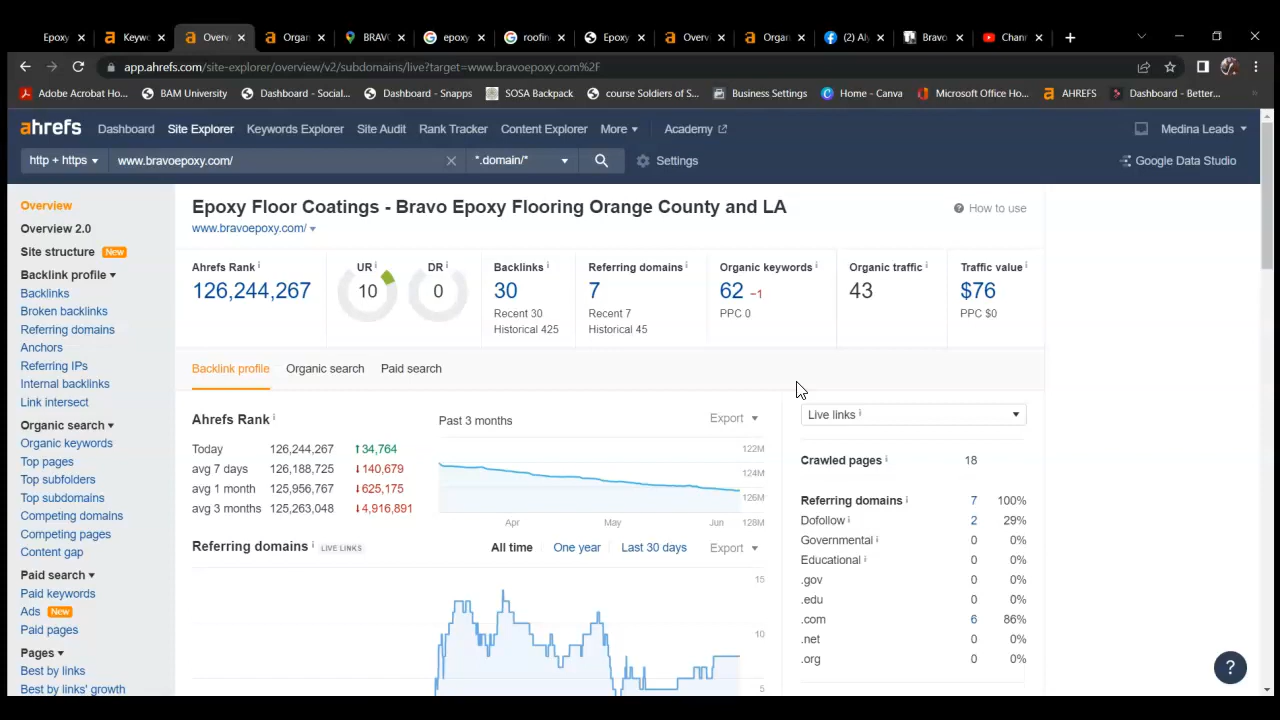 Epoxy
Keywo
Overv
Organ
BRAVO
epoxy
roofin
Epoxy
Overv
Organ
(2) Al
Bravo
Chann
app.ahrefs.com/site-explorer/overview/v2/subdomains/live?target=www.bravoepoxy.com%2F
Adobe Acrobat Ho...
BAM University
Dashboard - Social...
Dashboard - Snapps
SOSA Backpack
course Soldiers of S...
Business Settings
Home - Canva
Microsoft Office Ho...
AHREFS
Dashboard - Better...
ahrefs
Dashboard
Site Explorer
Keywords Explorer
Site Audit
Rank Tracker
Content Explorer
More
Academy
Medina Leads
http + https
www.bravoepoxy.com/
*.domain/*
Settings
Google Data Studio
Overview
Overview 2.0
Site structure New
Backlink profile
Backlinks
Broken backlinks
Referring domains
Anchors
Referring IPs
Internal backlinks
Link intersect
Organic search
Organic keywords
Top pages
Top subfolders
Top subdomains
Competing domains
Competing pages
Content gap
Paid search
Paid keywords
Ads New
Paid pages
Pages
Best by links
Best by links' growth
Epoxy Floor Coatings - Bravo Epoxy Flooring Orange County and LA
How to use
www.bravoepoxy.com/
Ahrefs Rank
126,244,267
UR
10
DR
0
Backlinks
30
Recent 30
Historical 425
Referring domains
7
Recent 7
Historical 45
Organic keywords
62 −1
PPC 0
Organic traffic
43
Traffic value
$76
PPC $0
Backlink profile
Organic search
Paid search
Ahrefs Rank
Today 126,244,267 ↑34,764
avg 7 days 126,188,725 ↓140,679
avg 1 month 125,956,767 ↓625,175
avg 3 months 125,263,048 ↓4,916,891
Past 3 months
Export
122M
124M
126M
128M
Apr May Jun
Referring domains LIVE LINKS
All time One year Last 30 days Export
15
10
5
Live links
Crawled pages 18
Referring domains 7 100%
Dofollow 2 29%
Governmental 0 0%
Educational 0 0%
.gov 0 0%
.edu 0 0%
.com 6 86%
.net 0 0%
.org 0 0%
?